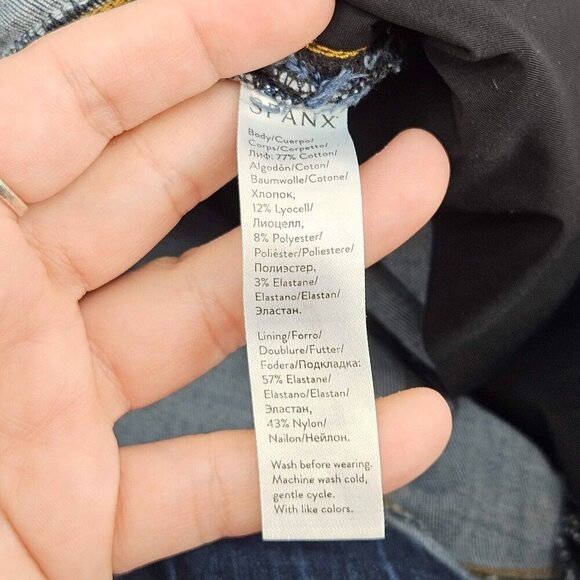 SPANX
Body/Cuerpo/
Corps/Corpetto/
Лиф: 77% Cotton/
Algodón/Coton/
Baumwolle/Cotone/
Хлопок,
12% Lyocell/
Лиоцелл,
8% Polyester/
Poliéster/Poliestere/
Полиэстер,
3% Elastane/
Elastano/Elastan/
Эластан.
Lining/Forro/
Doublure/Futter/
Fodera/Подкладка:
57% Elastane/
Elastano/Elastan/
Эластан,
43% Nylon/
Nailon/Нейлон.
Wash before wearing.
Machine wash cold,
gentle cycle.
With like colors.